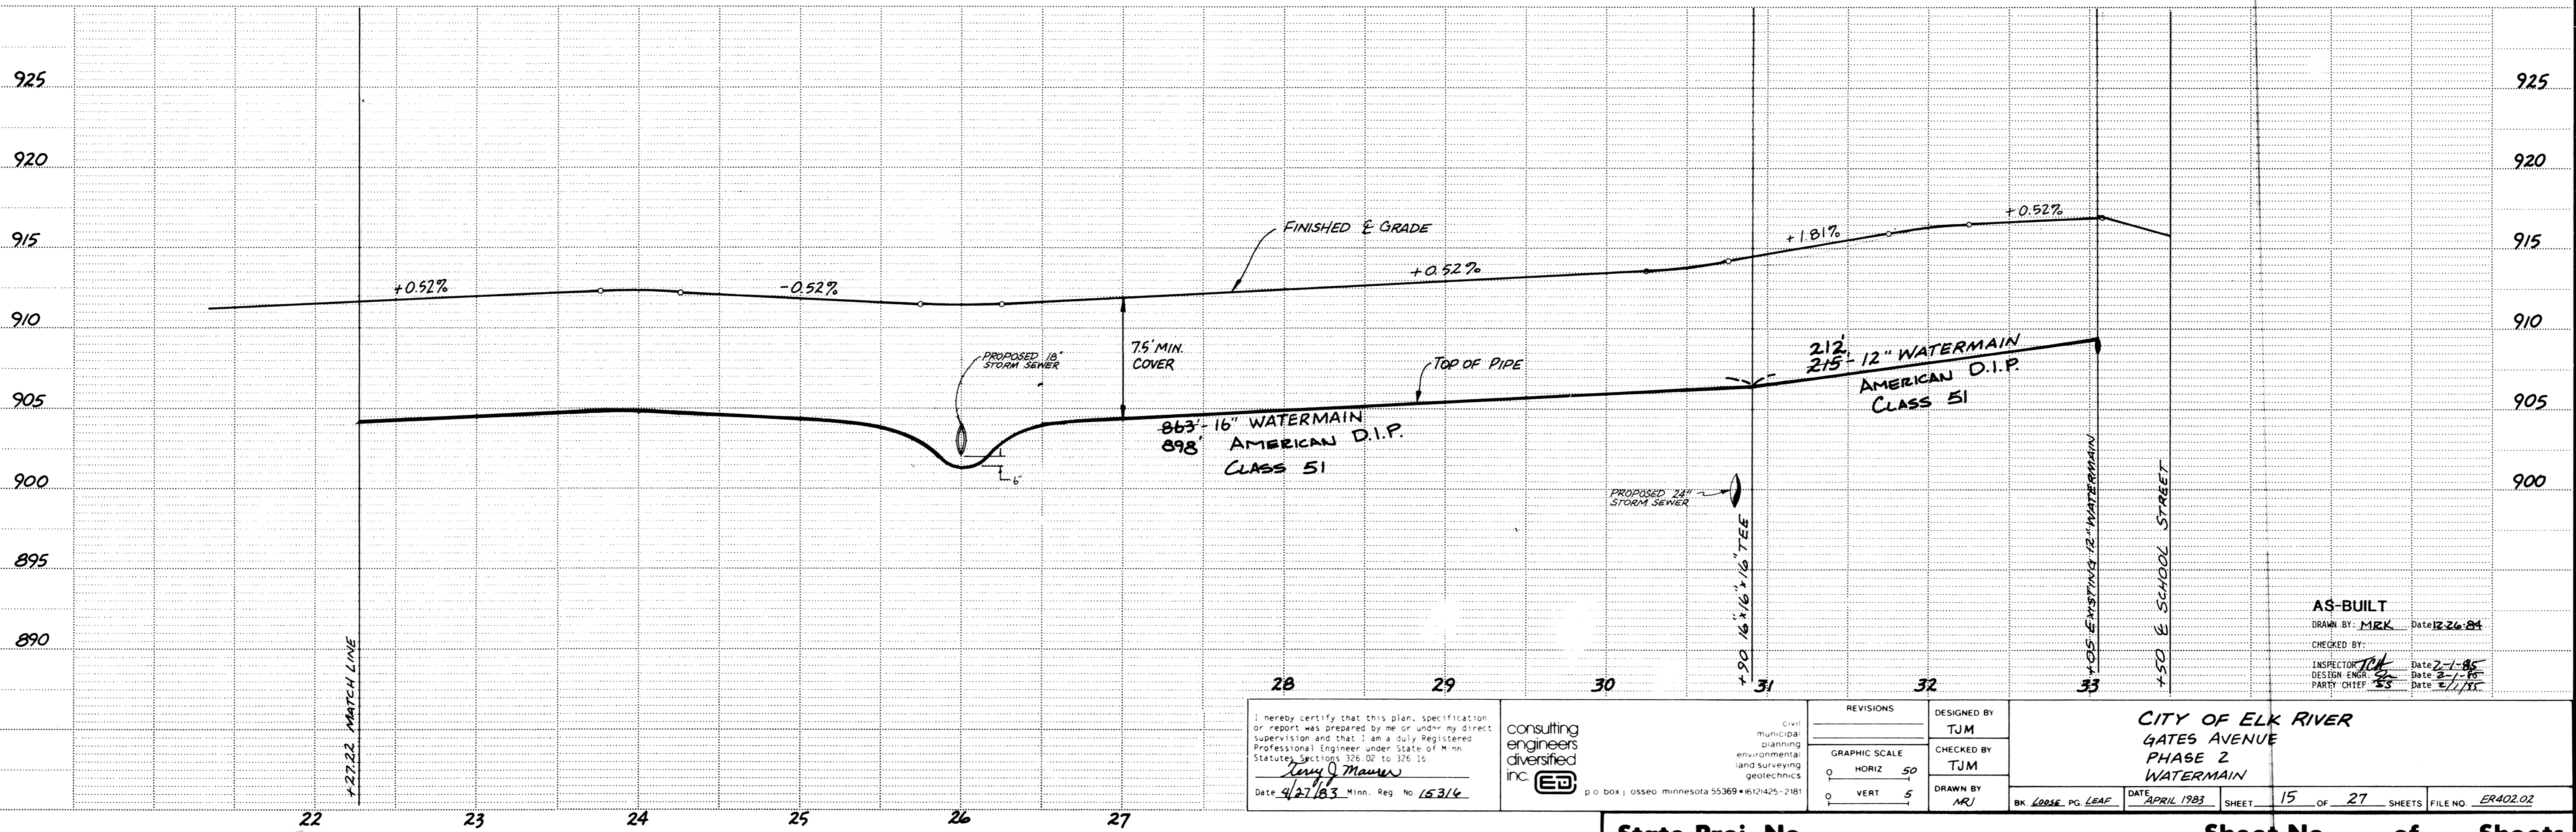 925
920
915
910
905
900
895
890
925
920
915
910
905
900
+0.52%
-0.52%
FINISHED ℄ GRADE
+0.52%
+1.81%
+0.52%
PROPOSED 18"
STORM SEWER
7.5' MIN.
COVER
TOP OF PIPE
6"
863'- 16" WATERMAIN
898' AMERICAN D.I.P.
CLASS 51
212'
215'- 12" WATERMAIN
AMERICAN D.I.P.
CLASS 51
PROPOSED 24"
STORM SEWER
+27.22 MATCH LINE
+90 16"x16"x16" TEE
+05 EXISTING 12" WATERMAIN
+50 ℄ SCHOOL STREET
22
23
24
25
26
27
28
29
30
31
32
33
AS-BUILT
DRAWN BY: MRK Date 12-26-84
CHECKED BY:
INSPECTOR TCH Date 2-1-85
DESIGN ENGR. Date 2-1-85
PARTY CHIEF SS Date 2/1/85
I hereby certify that this plan, specification
or report was prepared by me or under my direct
supervision and that I am a duly Registered
Professional Engineer under State of Minn
Statutes Sections 326.02 to 326.16.
Terry J Maurer
Date 4/27/83 Minn. Reg. No 15316
consulting
engineers
diversified
inc.
civil
municipal
planning
environmental
land surveying
geotechnics
p o box j osseo minnesota 55369 • (612)425-2181
REVISIONS
GRAPHIC SCALE
0 HORIZ 50
0 VERT 5
DESIGNED BY
TJM
CHECKED BY
TJM
DRAWN BY
MRJ
CITY OF ELK RIVER
GATES AVENUE
PHASE 2
WATERMAIN
BK LOOSE PG. LEAF DATE APRIL 1983 SHEET 15 OF 27 SHEETS FILE NO. ER402.02
State Proj. No. Sheet No. of Sheets